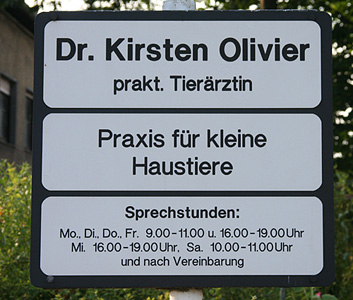 Dr. Kirsten Olivier
prakt. Tierärztin
Praxis für kleine
Haustiere
Sprechstunden:
Mo., Di., Do., Fr. 9.00-11.00 u. 16.00-19.00 Uhr
Mi. 16.00-19.00 Uhr, Sa. 10.00-11.00 Uhr
und nach Vereinbarung